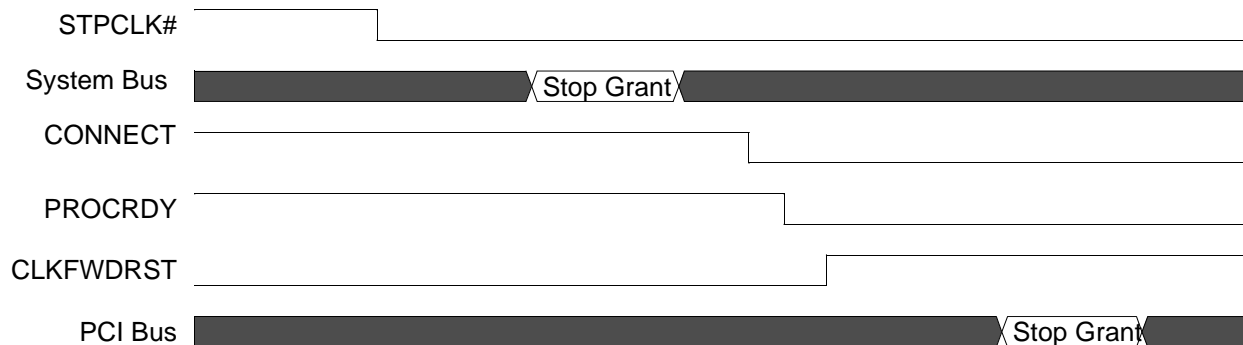 STPCLK#
System Bus
Stop Grant
CONNECT
PROCRDY
CLKFWDRST
PCI Bus
Stop Grant